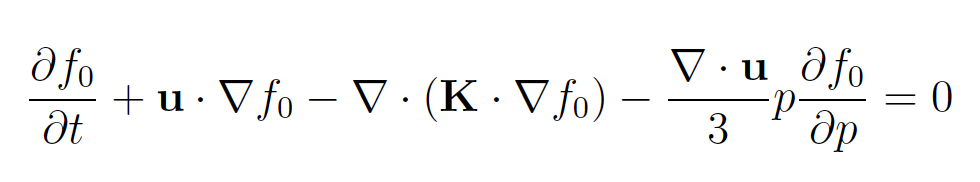 ∂f₀/∂t + **u** · ∇f₀ − ∇ · (**K** · ∇f₀) − (∇ · **u**)/3 p ∂f₀/∂p = 0